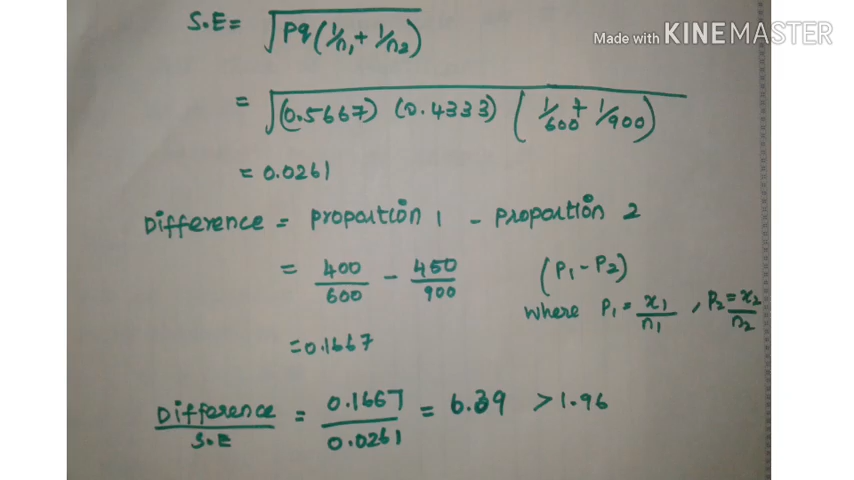 S.E = √Pq(1/n₁ + 1/n₂)
Made with KINEMASTER
= √(0.5667) (0.4333) (1/600 + 1/900)
= 0.0261
Difference = Proportion 1 - Proportion 2
= 400/600 - 450/900 (P₁ - P₂)
where P₁ = x₁/n₁ , P₂ = x₂/n₂
= 0.1667
Difference/S.E = 0.1667/0.0261 = 6.39 > 1.96